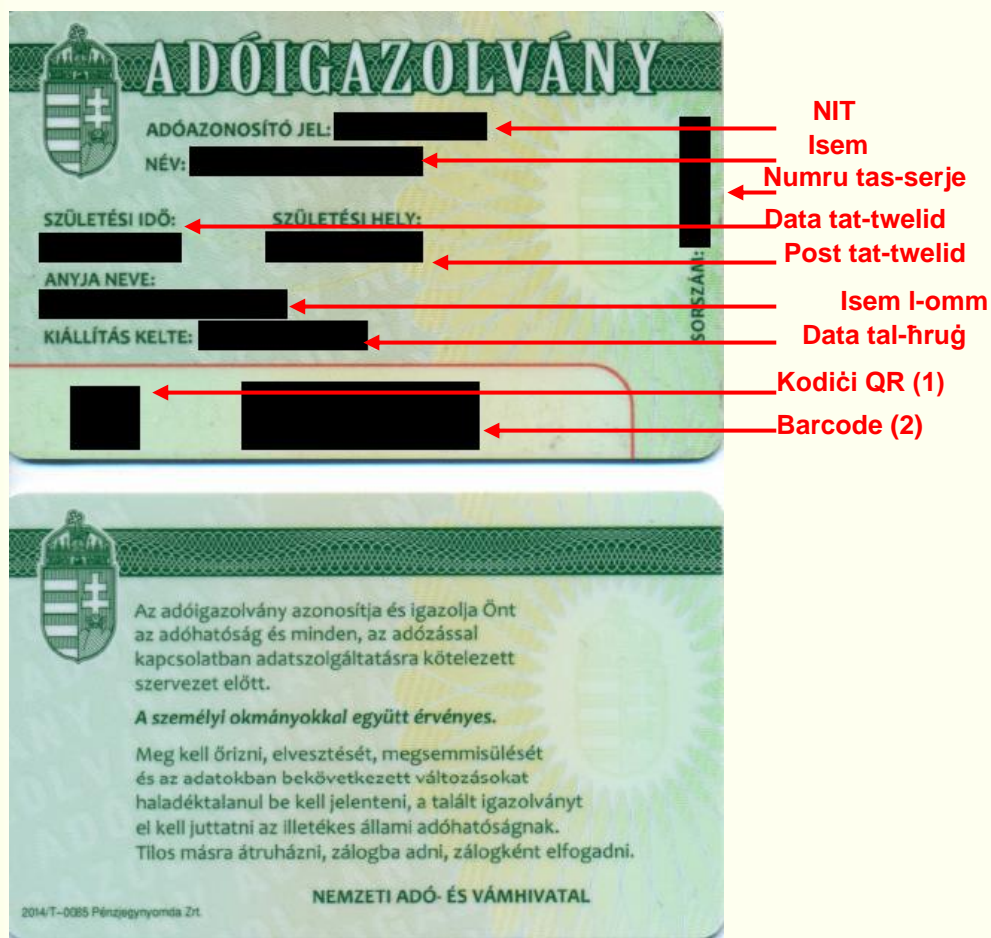 ADÓIGAZOLVÁNY
ADÓAZONOSÍTÓ JEL:
NIT
NÉV:
Isem
Numru tas-serje
SZÜLETÉSI IDŐ:
SZÜLETÉSI HELY:
Data tat-twelid
Post tat-twelid
ANYJA NEVE:
SORSZÁM:
Isem l-omm
KIÁLLÍTÁS KELTE:
Data tal-ħruġ
Kodiċi QR (1)
Barcode (2)
Az adóigazolvány azonosítja és igazolja Önt
az adóhatóság és minden, az adózással
kapcsolatban adatszolgáltatásra kötelezett
szervezet előtt.
A személyi okmányokkal együtt érvényes.
Meg kell őrizni, elvesztését, megsemmisülését
és az adatokban bekövetkezett változásokat
haladéktalanul be kell jelenteni, a talált igazolványt
el kell juttatni az illetékes állami adóhatóságnak.
Tilos másra átruházni, zálogba adni, zálogként elfogadni.
NEMZETI ADÓ- ÉS VÁMHIVATAL
2014/T-0085 Pénzjegynyomda Zrt.